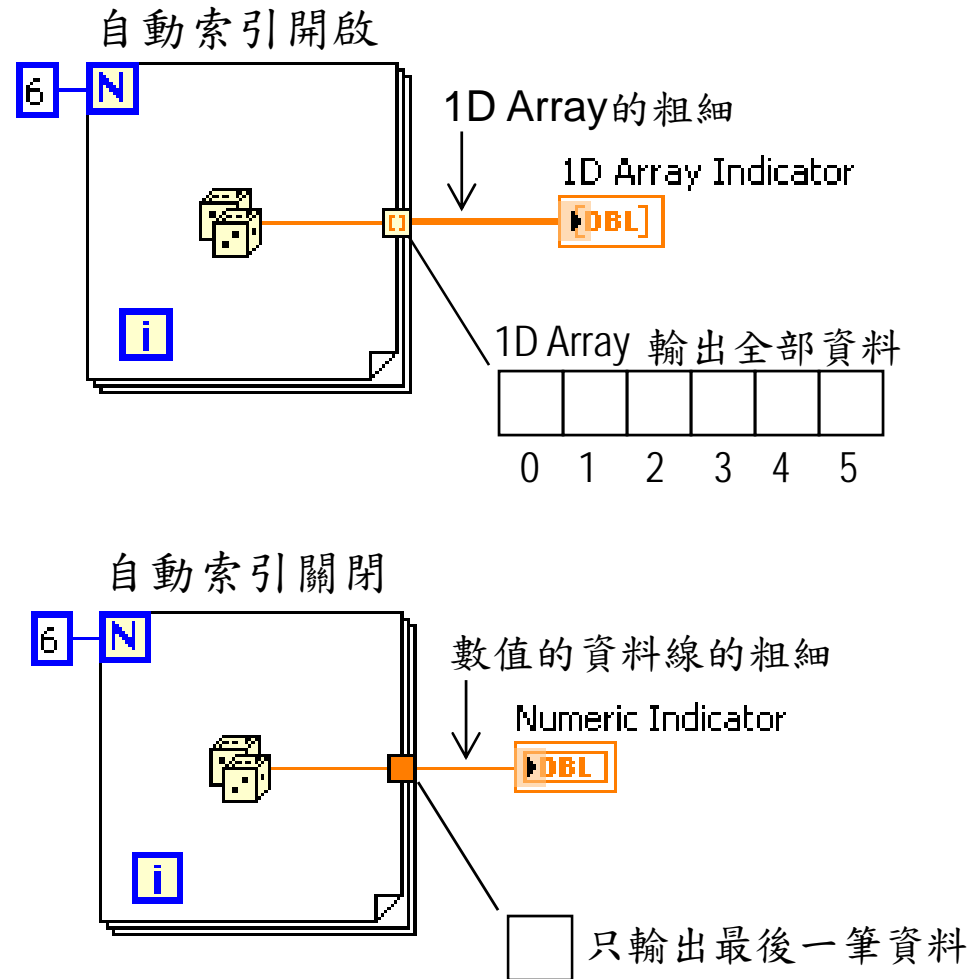 自動索引開啟
6
N
1D Array的粗細
1D Array Indicator
[DBL]
i
1D Array 輸出全部資料
0 1 2 3 4 5
自動索引關閉
6
N
數值的資料線的粗細
Numeric Indicator
DBL
i
只輸出最後一筆資料